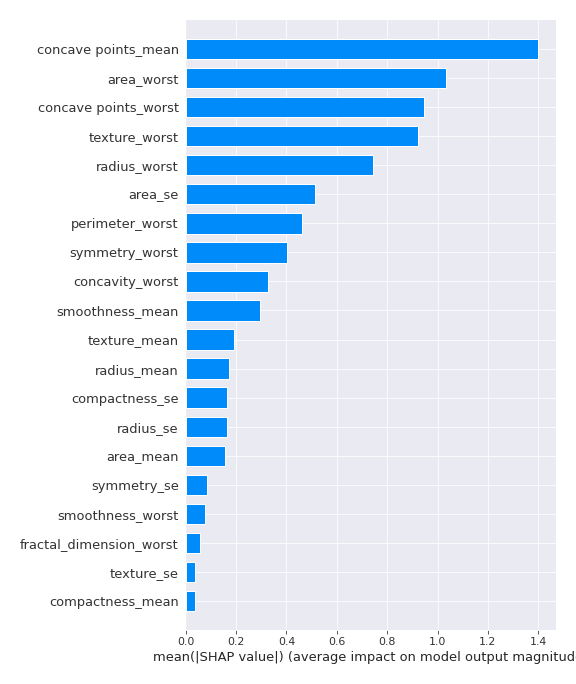 concave points_mean
area_worst
concave points_worst
texture_worst
radius_worst
area_se
perimeter_worst
symmetry_worst
concavity_worst
smoothness_mean
texture_mean
radius_mean
compactness_se
radius_se
area_mean
symmetry_se
smoothness_worst
fractal_dimension_worst
texture_se
compactness_mean
0.0 0.2 0.4 0.6 0.8 1.0 1.2 1.4
mean(|SHAP value|) (average impact on model output magnitud